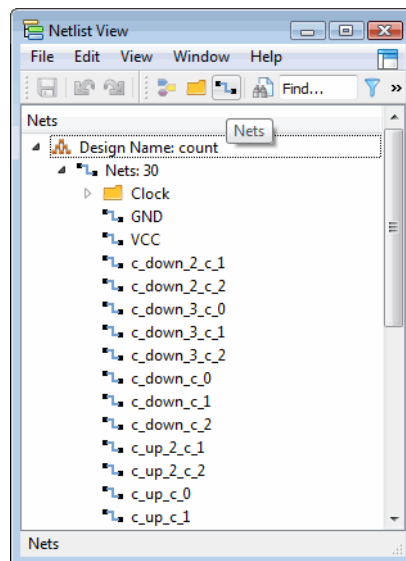 Netlist View
File Edit View Window Help
Find... »
Nets
Nets
Design Name: count
Nets: 30
Clock
GND
VCC
c_down_2_c_1
c_down_2_c_2
c_down_3_c_0
c_down_3_c_1
c_down_3_c_2
c_down_c_0
c_down_c_1
c_down_c_2
c_up_2_c_1
c_up_2_c_2
c_up_c_0
c_up_c_1
Nets